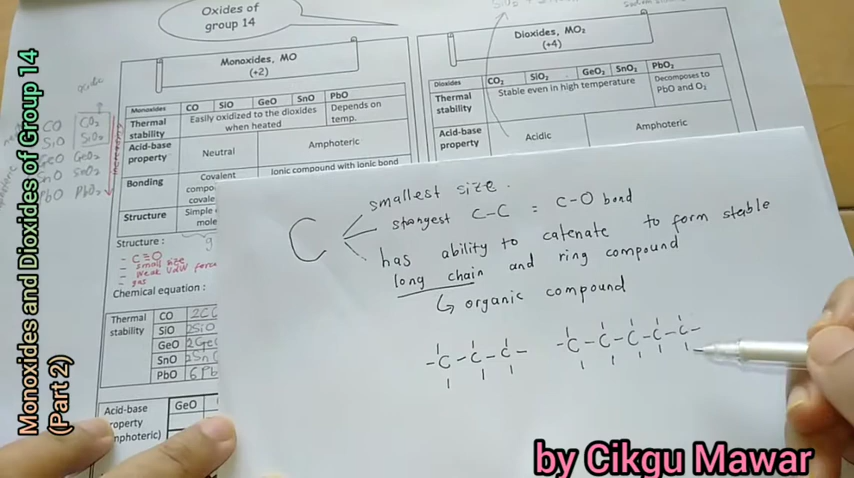 Oxides of
group 14
Monoxides, MO
(+2)
Monoxides CO SiO GeO SnO PbO
Thermal stability Easily oxidized to the dioxides when heated Depends on temp.
Acid-base property Neutral Amphoteric
Bonding Covalent Ionic compound with ionic bond
Structure Simple
Structure :
- C≡O
- small size
- weak VdW force
- gas
Chemical equation :
Thermal stability CO 2CO
SiO 2SiO
GeO 2GeO
SnO 2Sn
PbO 6Pb
Acid-base
property
GeO
Dioxides, MO₂
(+4)
Dioxides CO₂ SiO₂ GeO₂ SnO₂ PbO₂
Thermal stability Stable even in high temperature Decomposes to PbO and O₂
Acid-base property Acidic Amphoteric
CO CO₂
SiO SiO₂
GeO GeO₂
SnO SnO₂
PbO PbO₂
C
smallest size.
strongest C-C = C-O bond
has ability to catenate to form stable
long chain and ring compound
↳ organic compound
-C-C-C- -C-C-C-C-C-
Monoxides and Dioxides of Group 14
(Part 2)
by Cikgu Mawar